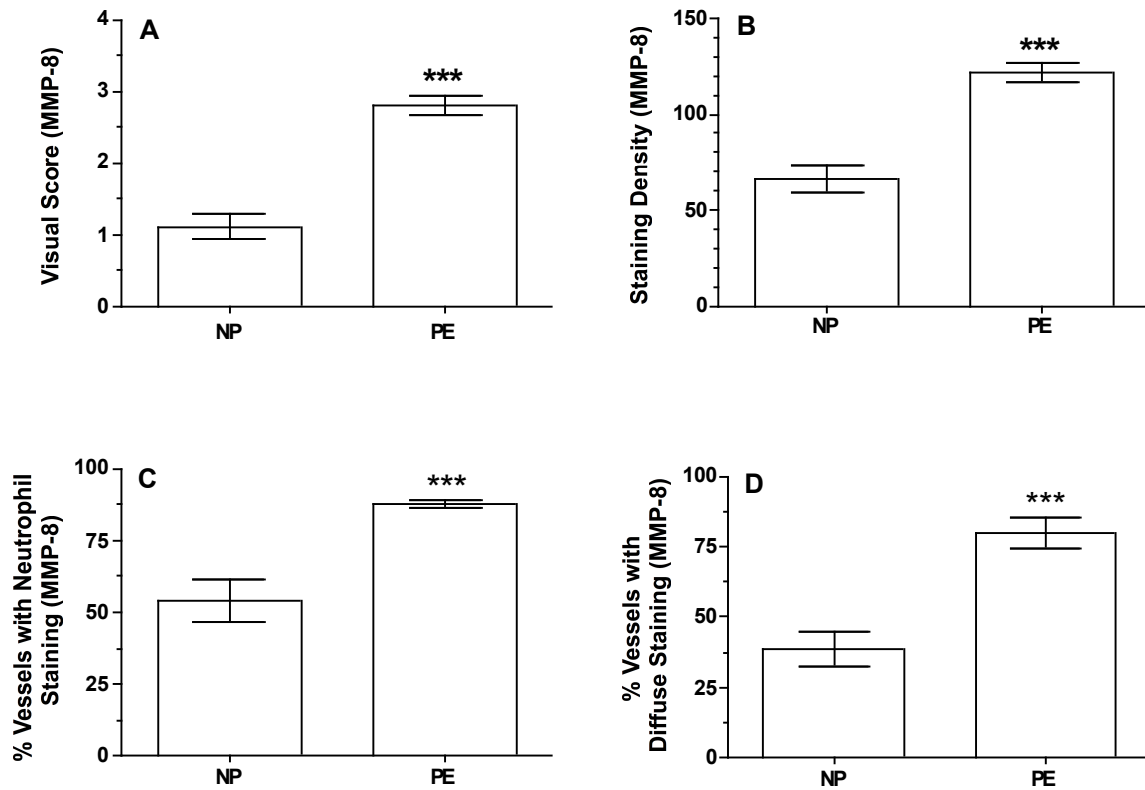 A
Visual Score (MMP-8)
4
3
2
1
0
***
NP
PE
B
Staining Density (MMP-8)
150
100
50
0
***
NP
PE
C
% Vessels with Neutrophil
Staining (MMP-8)
100
75
50
25
0
***
NP
PE
D
% Vessels with
Diffuse Staining (MMP-8)
100
75
50
25
0
***
NP
PE